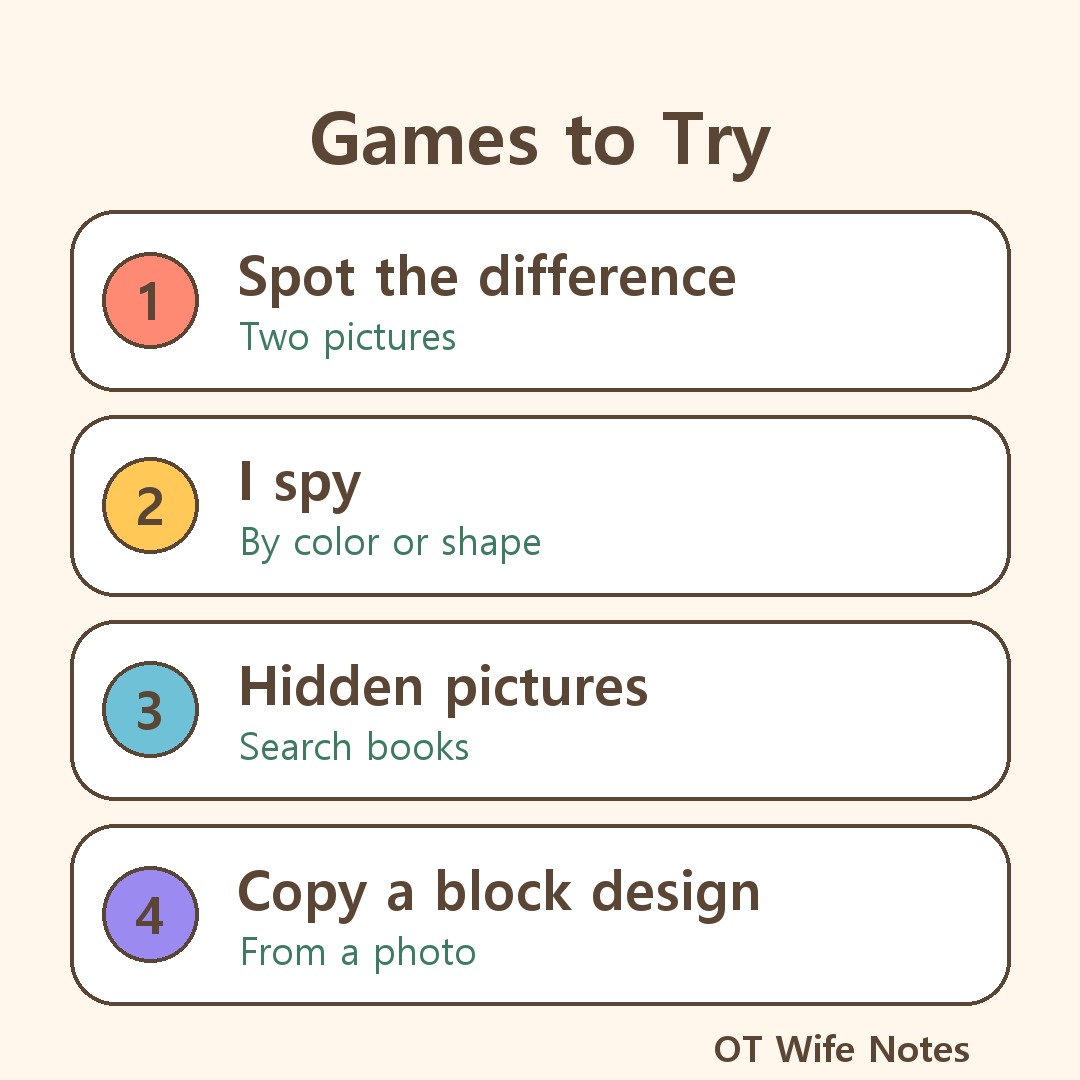 Games to Try
1
Spot the difference
Two pictures
2
I spy
By color or shape
3
Hidden pictures
Search books
4
Copy a block design
From a photo
OT Wife Notes